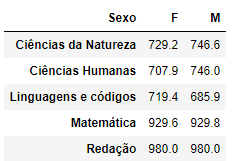 Sexo F M
Ciências da Natureza 729.2 746.6
Ciências Humanas 707.9 746.0
Linguagens e códigos 719.4 685.9
Matemática 929.6 929.8
Redação 980.0 980.0